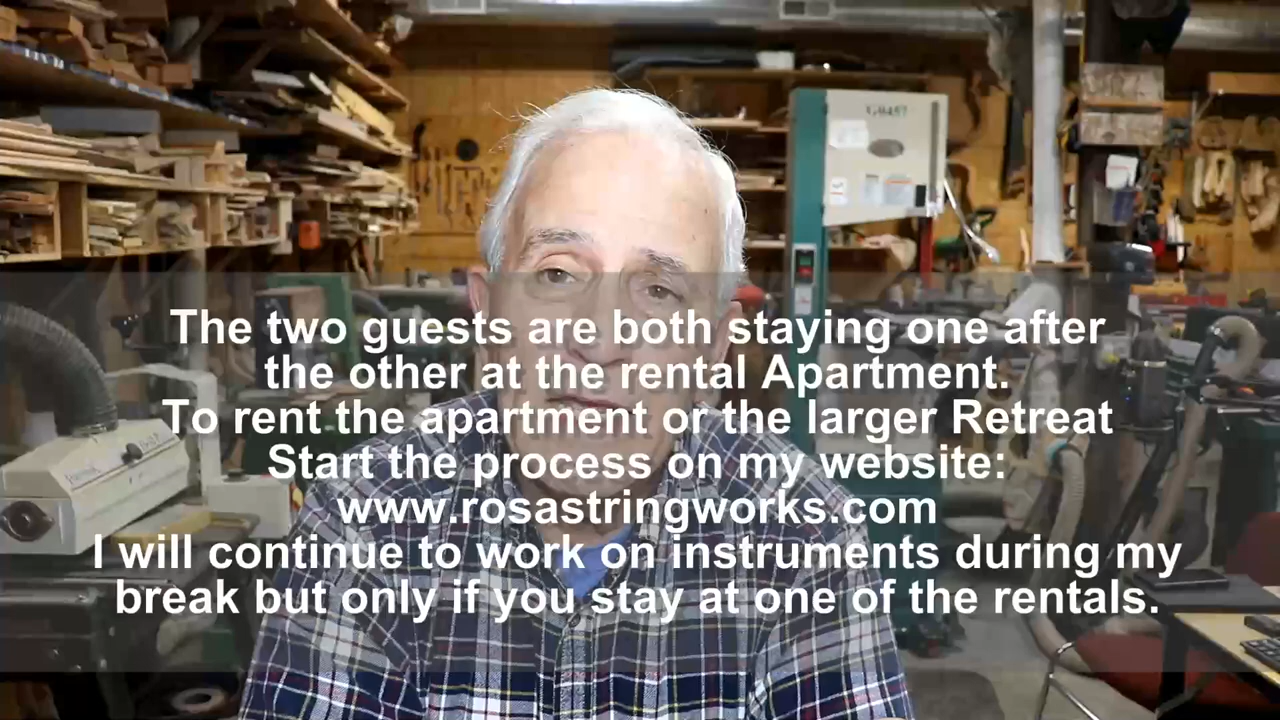 The two guests are both staying one after
the other at the rental Apartment.
To rent the apartment or the larger Retreat
Start the process on my website:
www.rosastringworks.com
I will continue to work on instruments during my
break but only if you stay at one of the rentals.